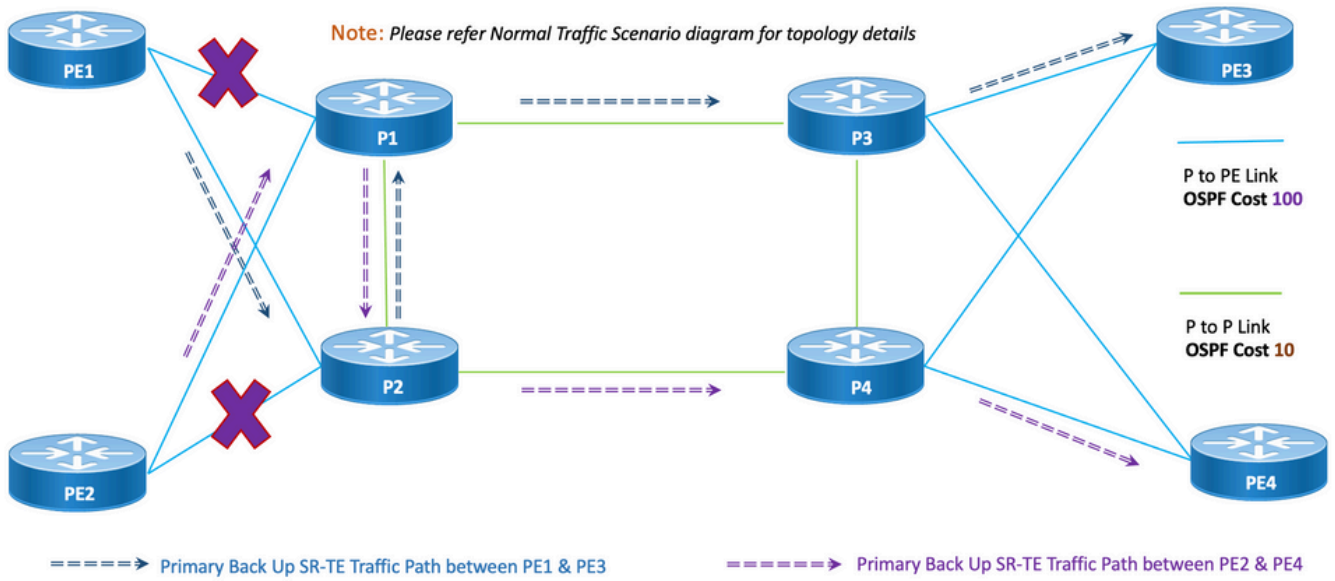 Note: Please refer Normal Traffic Scenario diagram for topology details
PE1
PE3
P1
P3
P to PE Link
OSPF Cost 100
P to P Link
OSPF Cost 10
P2
P4
PE2
PE4
Primary Back Up SR-TE Traffic Path between PE1 & PE3
Primary Back Up SR-TE Traffic Path between PE2 & PE4